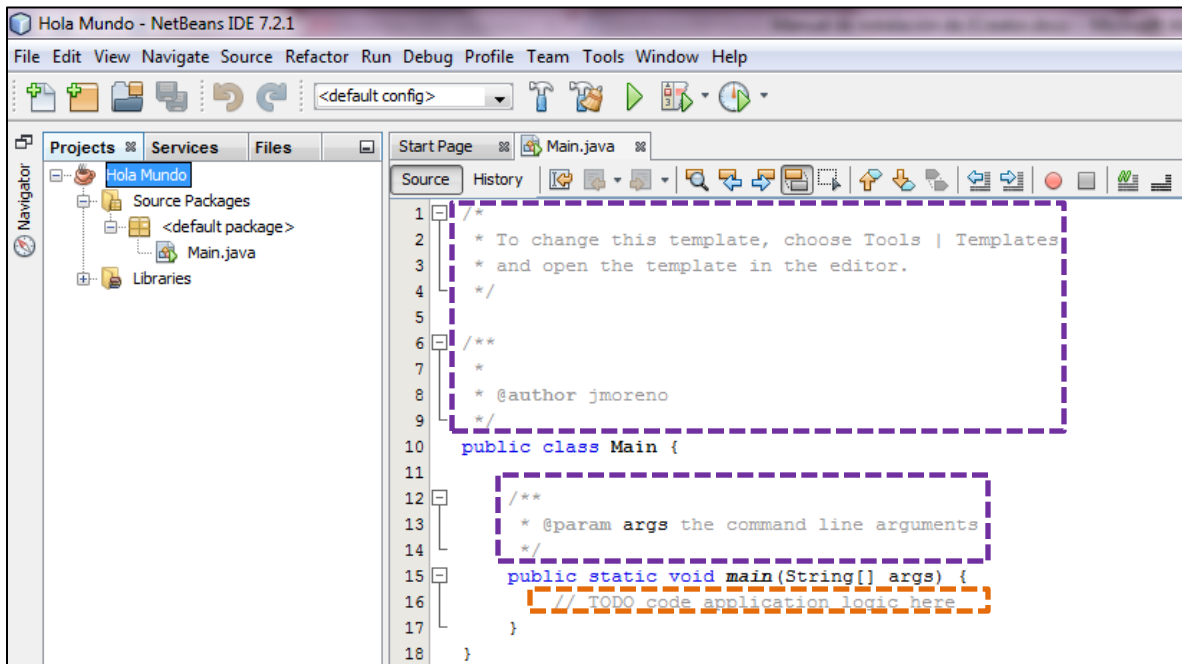 Hola Mundo - NetBeans IDE 7.2.1
File Edit View Navigate Source Refactor Run Debug Profile Team Tools Window Help
<default config>
Navigator
Projects Services Files
Hola Mundo
Source Packages
<default package>
Main.java
Libraries
Start Page Main.java
Source History
1 /*
2 * To change this template, choose Tools | Templates
3 * and open the template in the editor.
4 */
5
6 /**
7 *
8 * @author jmoreno
9 */
10 public class Main {
11
12 /**
13 * @param args the command line arguments
14 */
15 public static void main(String[] args) {
16 // TODO code application logic here
17 }
18 }